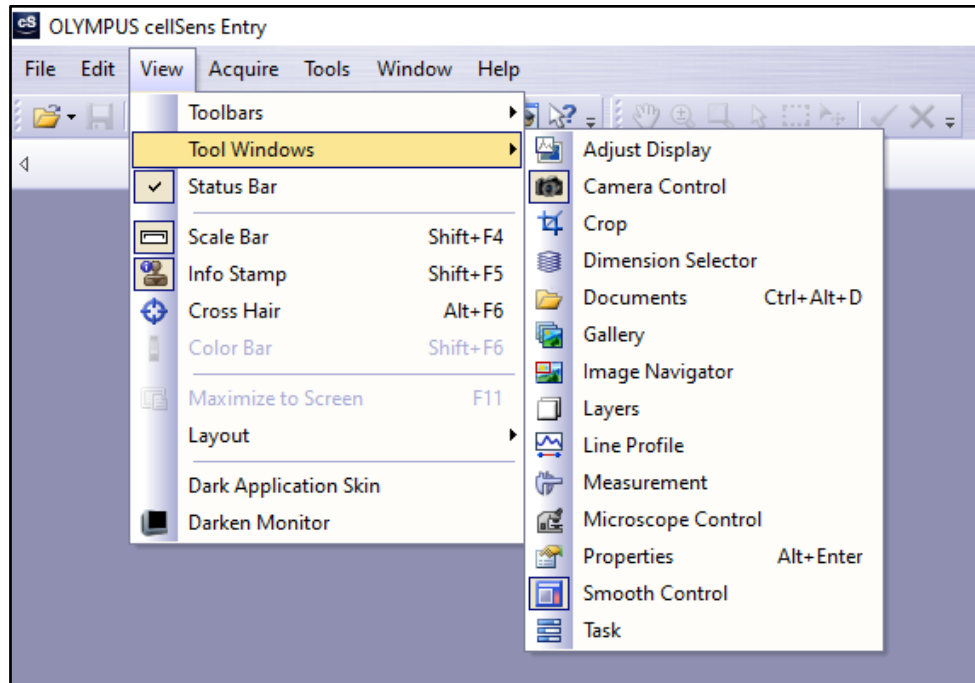 cS OLYMPUS cellSens Entry
File Edit View Acquire Tools Window Help
Toolbars
Tool Windows
Status Bar
Scale Bar Shift+F4
Info Stamp Shift+F5
Cross Hair Alt+F6
Color Bar Shift+F6
Maximize to Screen F11
Layout
Dark Application Skin
Darken Monitor
Adjust Display
Camera Control
Crop
Dimension Selector
Documents Ctrl+Alt+D
Gallery
Image Navigator
Layers
Line Profile
Measurement
Microscope Control
Properties Alt+Enter
Smooth Control
Task